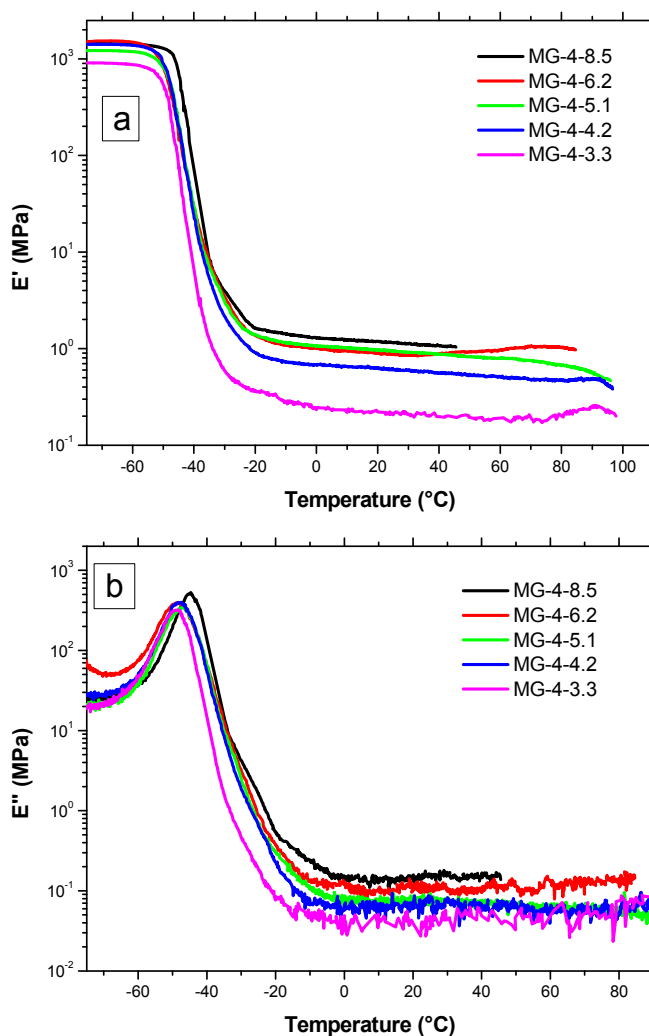 10³
10²
10¹
10⁰
10⁻¹
E' (MPa)
a
MG-4-8.5
MG-4-6.2
MG-4-5.1
MG-4-4.2
MG-4-3.3
-60 -40 -20 0 20 40 60 80 100
Temperature (°C)
10³
10²
10¹
10⁰
10⁻¹
10⁻²
E" (MPa)
b
MG-4-8.5
MG-4-6.2
MG-4-5.1
MG-4-4.2
MG-4-3.3
-60 -40 -20 0 20 40 60 80
Temperature (°C)